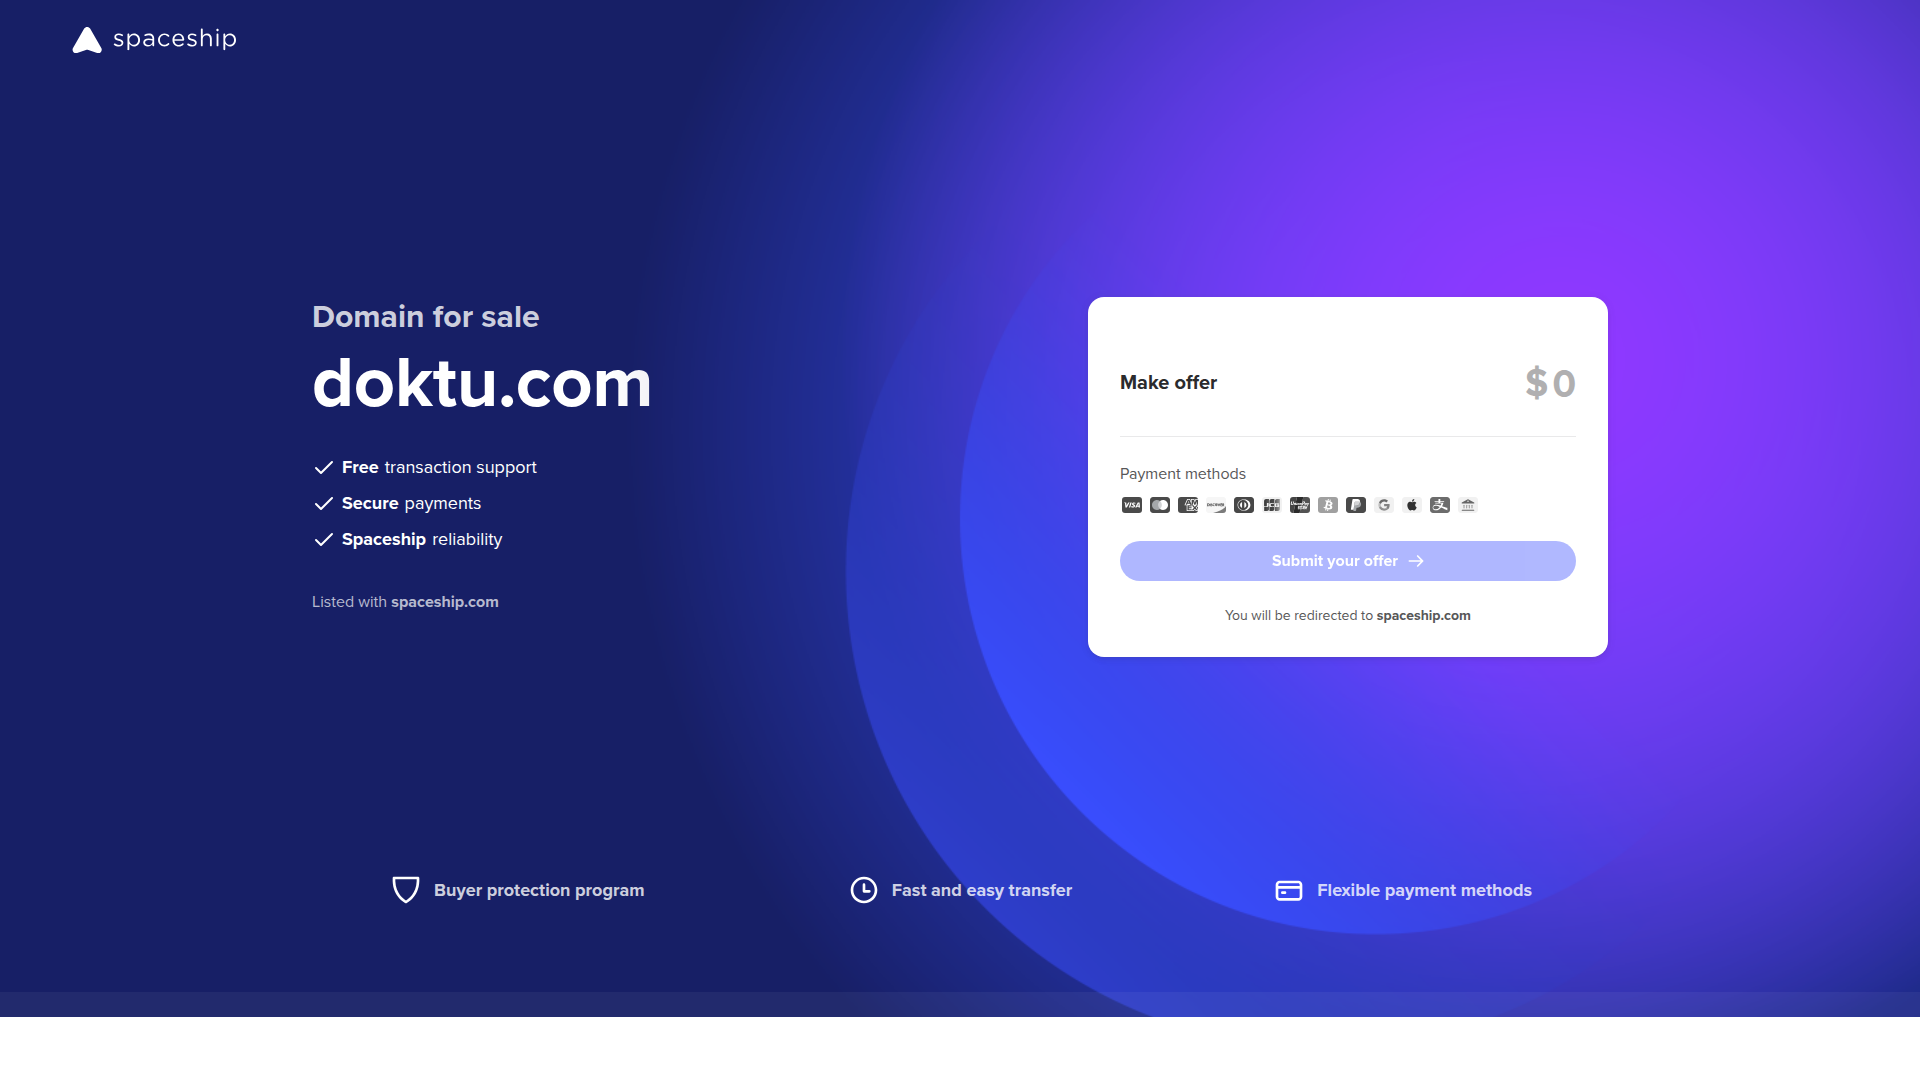 spaceship
Domain for sale
doktu.com
Free transaction support
Secure payments
Spaceship reliability
Listed with spaceship.com
Make offer
$ 0
Payment methods
VISA
Submit your offer
You will be redirected to spaceship.com
Buyer protection program
Fast and easy transfer
Flexible payment methods